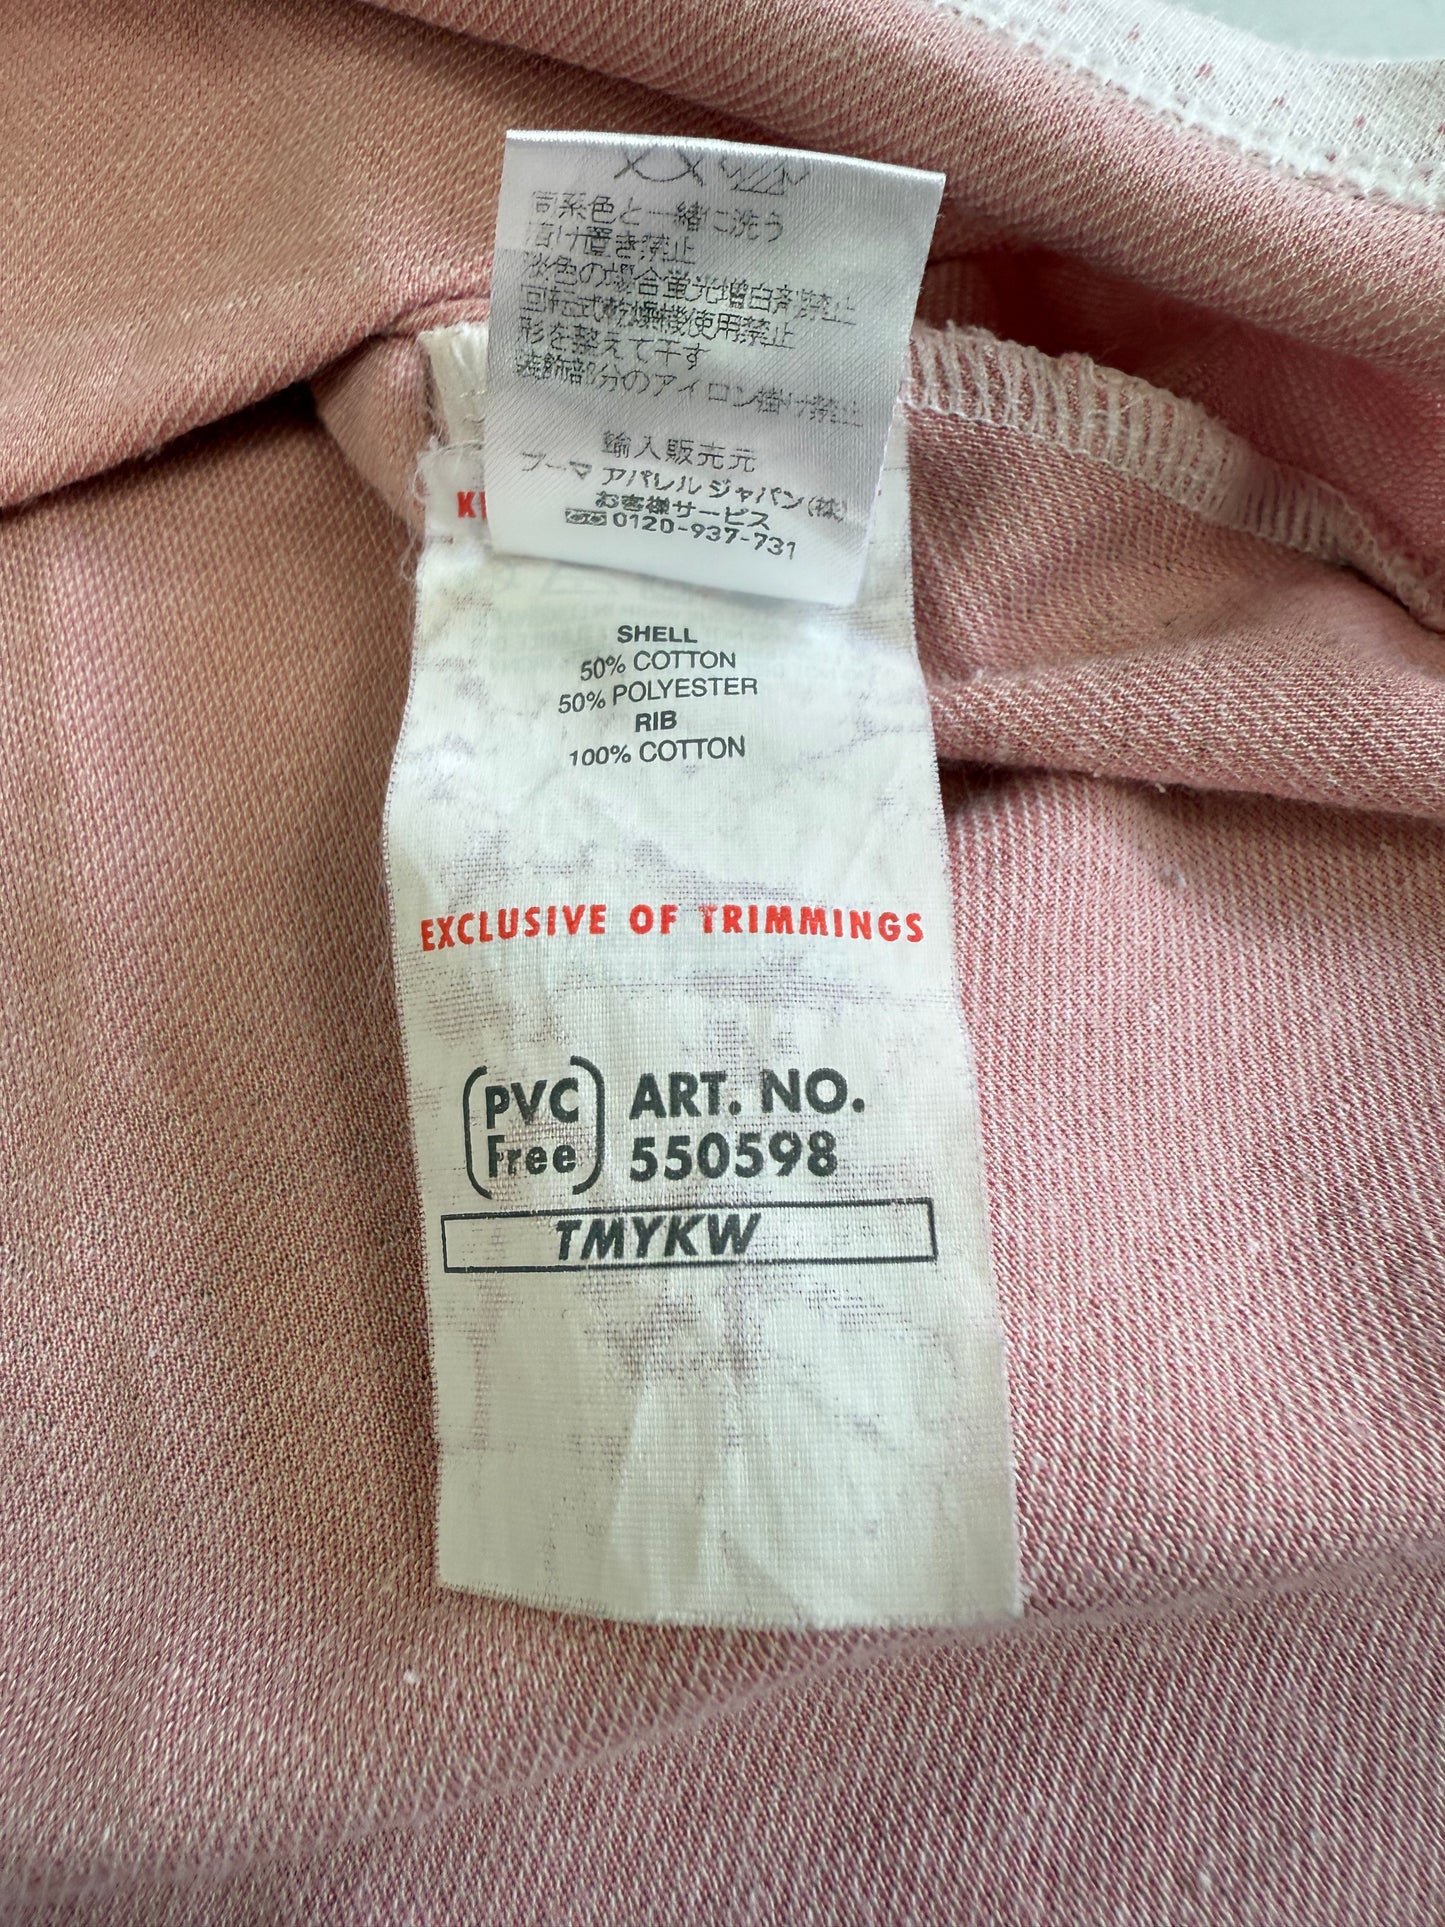 同系色と一緒に洗う
漬け置き禁止
淡色の場合蛍光増白剤禁止
回転式乾燥機使用禁止
形を整えて干す
装飾部分のアイロン掛け禁止
輸入販売元
プーマ アパレル ジャパン(株)
お客様サービス
0120-937-731
SHELL
50% COTTON
50% POLYESTER
RIB
100% COTTON
EXCLUSIVE OF TRIMMINGS
PVC
Free
ART. NO.
550598
TMYKW